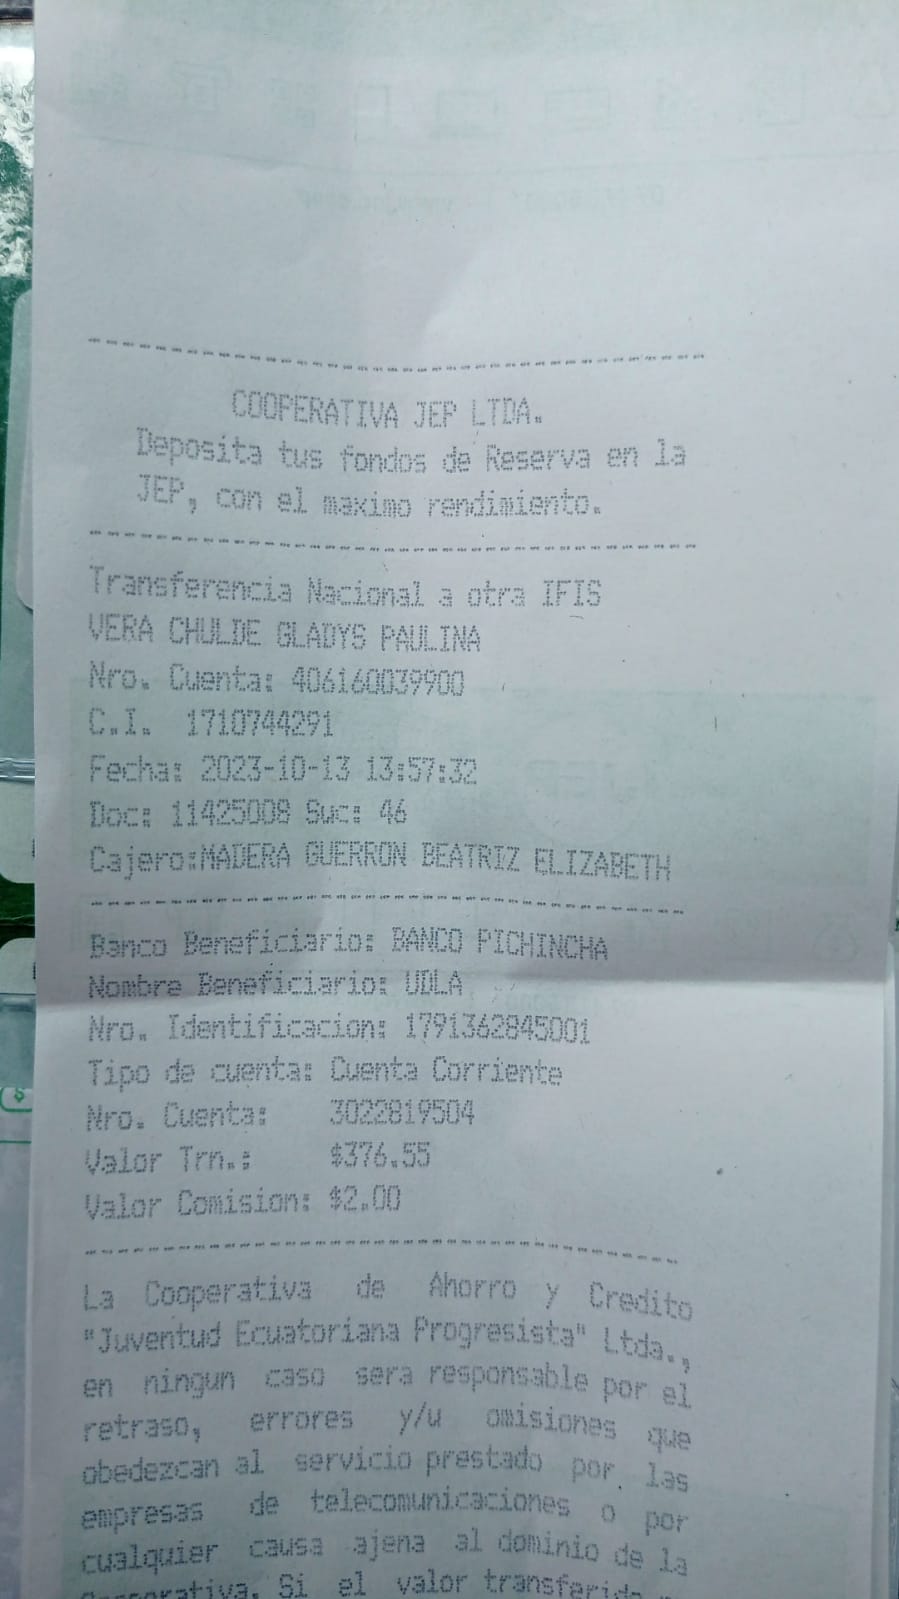 COOPERATIVA JEP LTDA.
Deposita tus fondos de Reserva en la
JEP, con el maximo rendimiento.
Transferencia Nacional a otra IFIS
VERA CHULDE GLADYS PAULINA
Nro. Cuenta: 406160039900
C.I. 1710744291
Fecha: 2023-10-13 13:57:32
Doc: 11425008 Suc: 46
Cajero:MADERA GUERRON BEATRIZ ELIZABETH
Banco Beneficiario: BANCO PICHINCHA
Nombre Beneficiario: UDLA
Nro. Identificacion: 1791362845001
Tipo de cuenta: Cuenta Corriente
Nro. Cuenta: 3022819504
Valor Trn.: $376.55
Valor Comision: $2.00
La Cooperativa de Ahorro y Credito
"Juventud Ecuatoriana Progresista" Ltda.,
en ningun caso sera responsable por el
retraso, errores y/u omisiones que
obedezcan al servicio prestado por las
empresas de telecomunicaciones o por
cualquier causa ajena al dominio de la
Si el valor